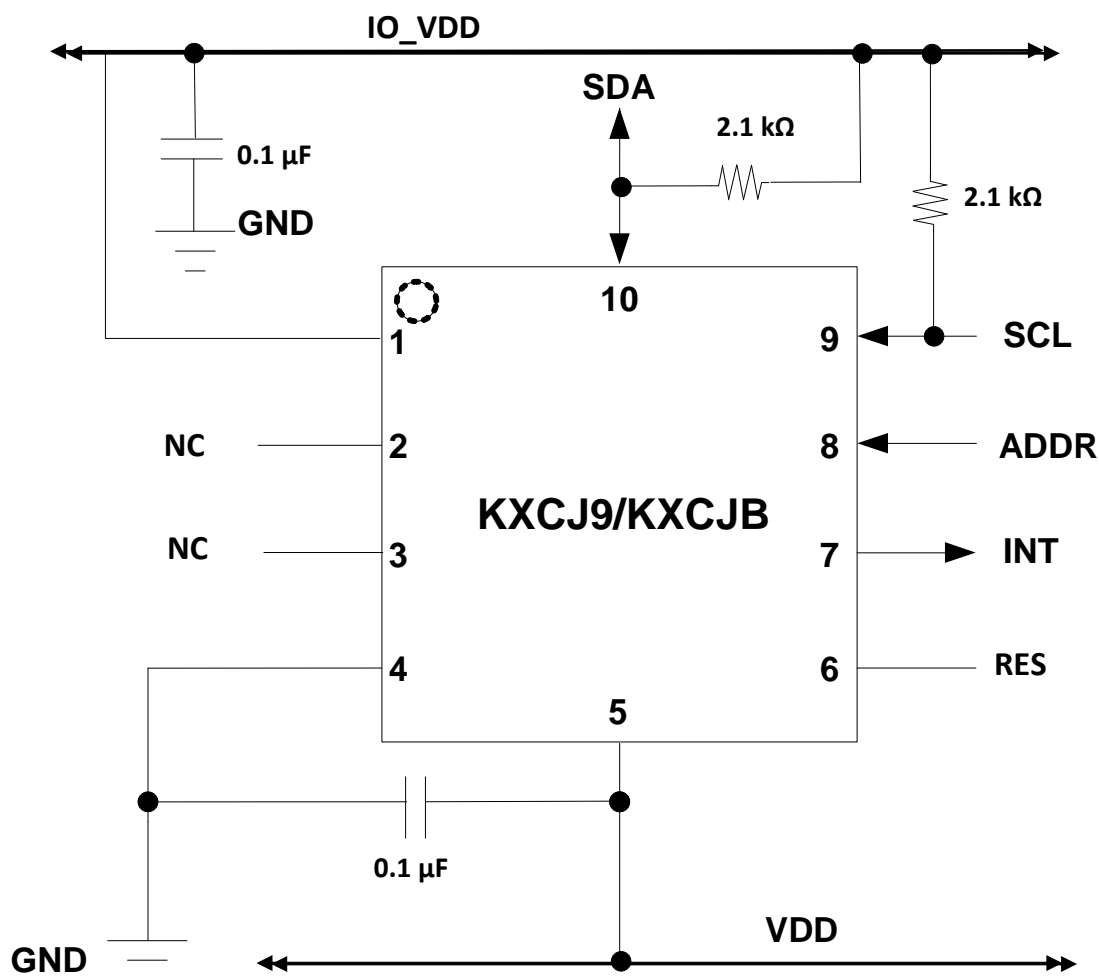 IO_VDD
SDA
2.1 kΩ
0.1 µF
2.1 kΩ
GND
10
1
9
SCL
NC
2
8
ADDR
KXCJ9/KXCJB
NC
3
7
INT
4
6
RES
5
0.1 µF
VDD
GND